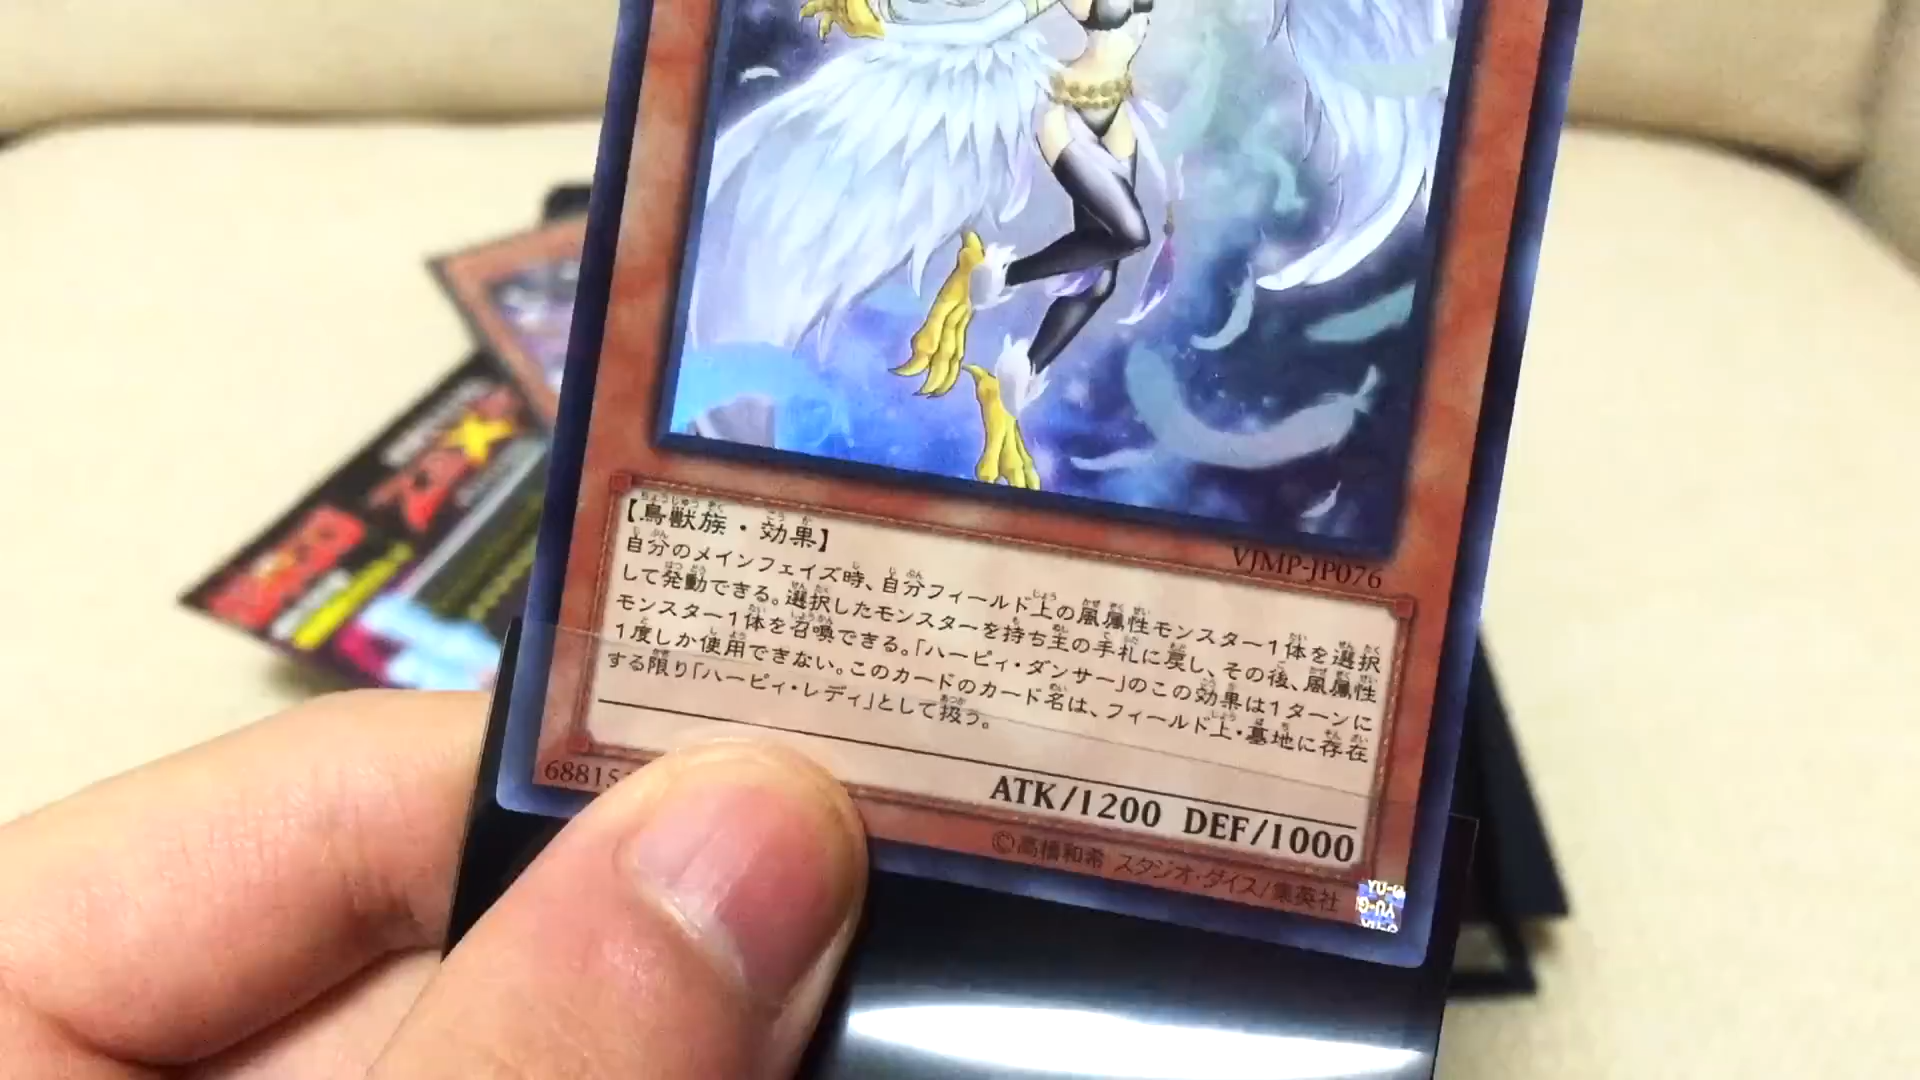 VJMP-JP076
【鳥獣族・効果】
自分のメインフェイズ時、自分フィールド上の風属性モンスター1体を選択
して発動できる。選択したモンスターを持ち主の手札に戻し、その後、風属性
モンスター1体を召喚できる。「ハーピィ・ダンサー」のこの効果は1ターンに
1度しか使用できない。このカードのカード名は、フィールド上・墓地に存在
する限り「ハーピィ・レディ」として扱う。
ATK/1200 DEF/1000
68815
©高橋和希 スタジオ・ダイス/集英社